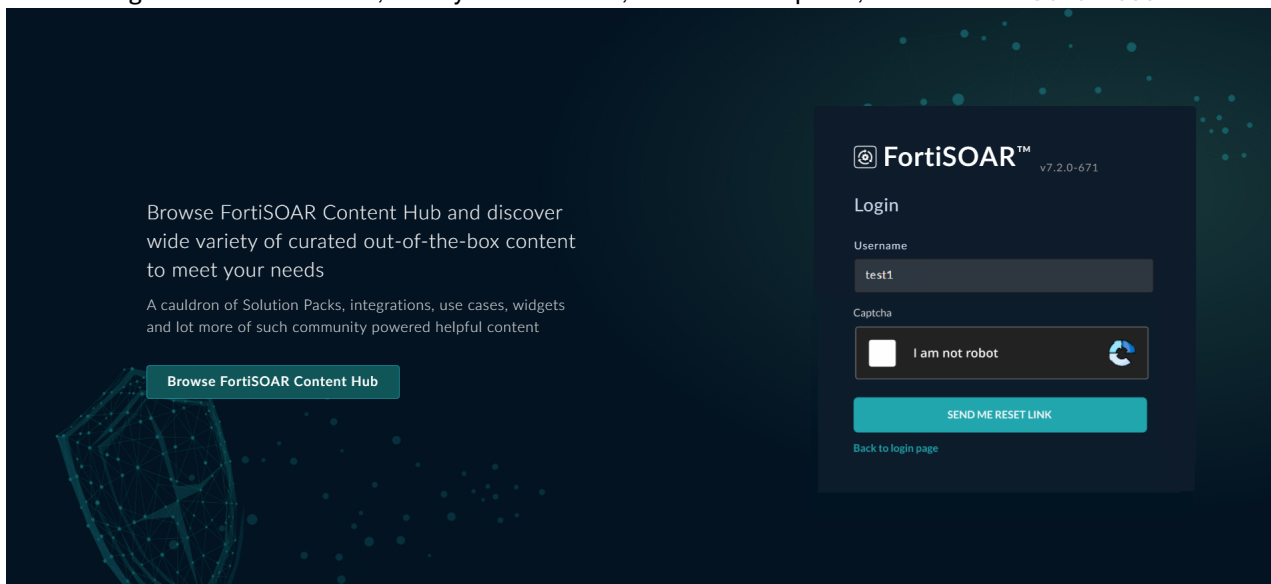 Browse FortiSOAR Content Hub and discover
wide variety of curated out-of-the-box content
to meet your needs
A cauldron of Solution Packs, integrations, use cases, widgets
and lot more of such community powered helpful content
Browse FortiSOAR Content Hub
FortiSOAR™ v7.2.0-671
Login
Username
test1
Captcha
I am not robot
SEND ME RESET LINK
Back to login page